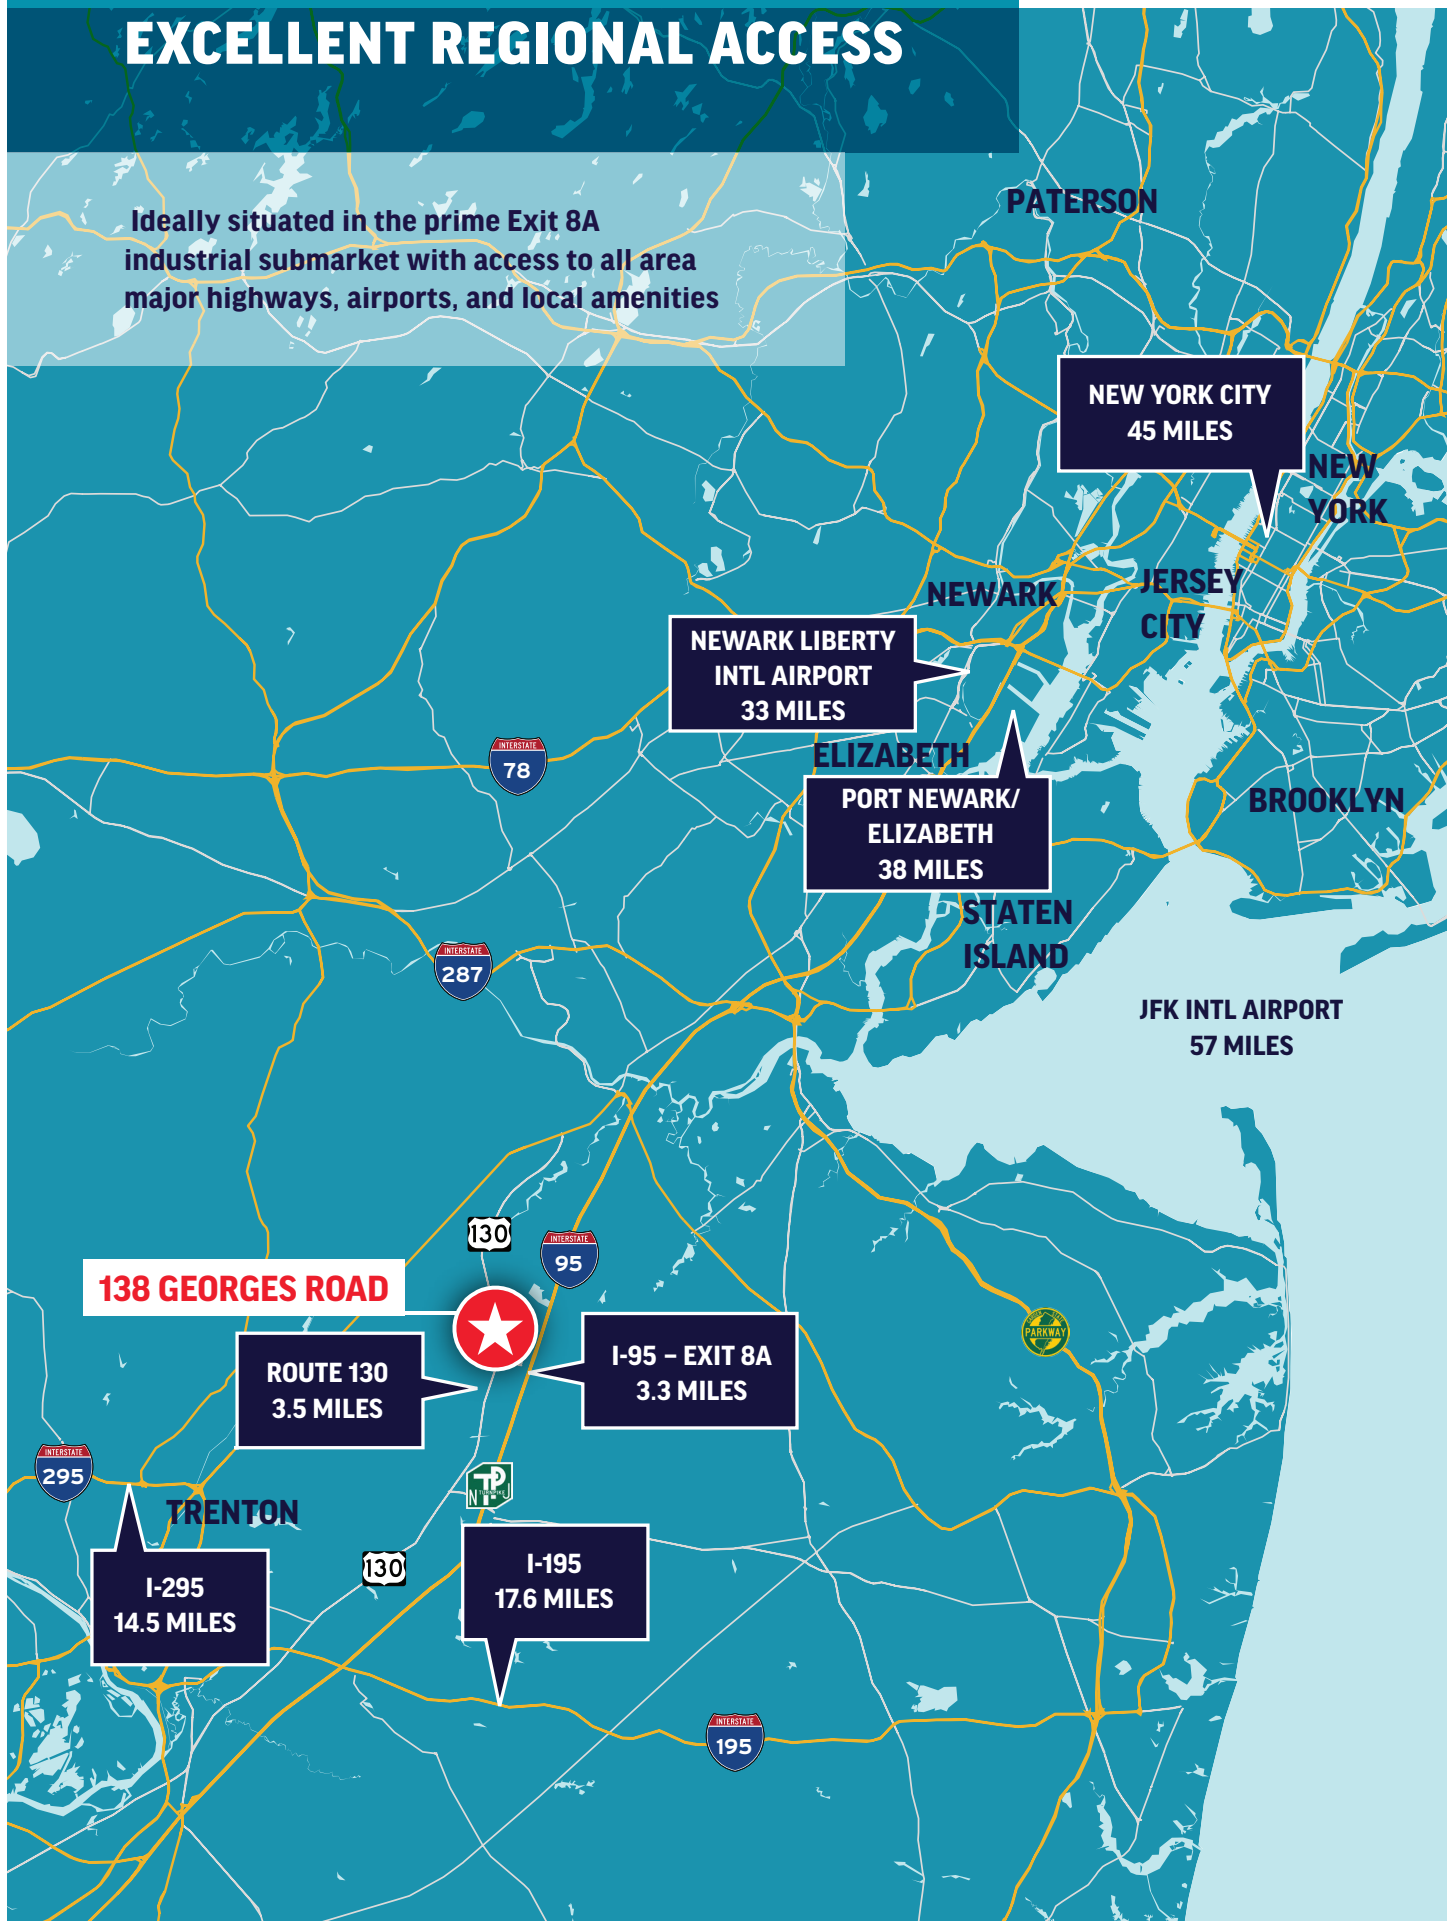 EXCELLENT REGIONAL ACCESS
Ideally situated in the prime Exit 8A
industrial submarket with access to all area
major highways, airports, and local amenities
PATERSON
NEW YORK CITY
45 MILES
NEW
YORK
NEWARK
JERSEY
CITY
NEWARK LIBERTY
INTL AIRPORT
33 MILES
ELIZABETH
INTERSTATE
78
PORT NEWARK/
ELIZABETH
38 MILES
BROOKLYN
STATEN
ISLAND
INTERSTATE
287
JFK INTL AIRPORT
57 MILES
130
INTERSTATE
95
138 GEORGES ROAD
PARKWAY
ROUTE 130
3.5 MILES
I-95 – EXIT 8A
3.3 MILES
INTERSTATE
295
TP
N TURNPIKE J
TRENTON
130
I-195
17.6 MILES
I-295
14.5 MILES
INTERSTATE
195